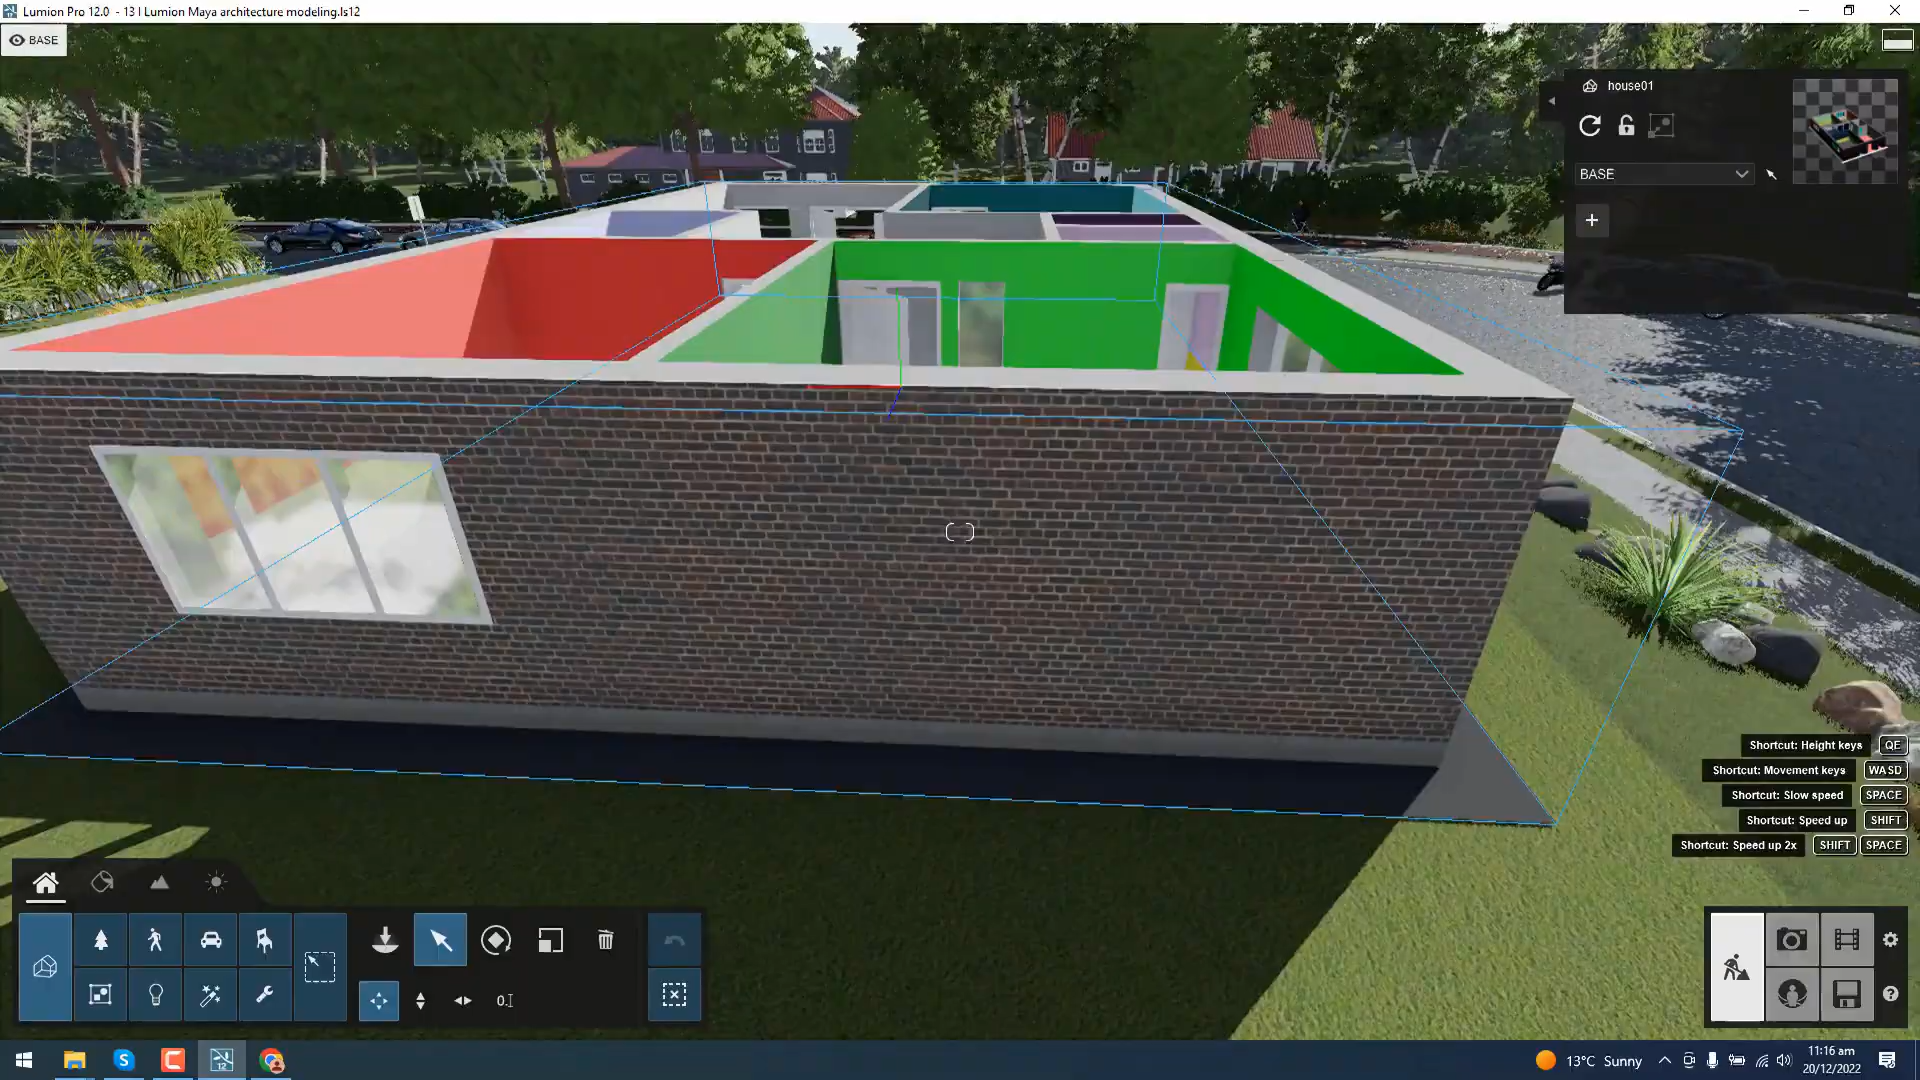 Lumion Pro 12.0 - 13 l Lumion Maya architecture modeling.ls12
BASE
house01
BASE
+
Shortcut: Height keys QE
Shortcut: Movement keys WASD
Shortcut: Slow speed SPACE
Shortcut: Speed up SHIFT
Shortcut: Speed up 2x SHIFT SPACE
0.
?
S
12
13°C Sunny
11:16 am
20/12/2022